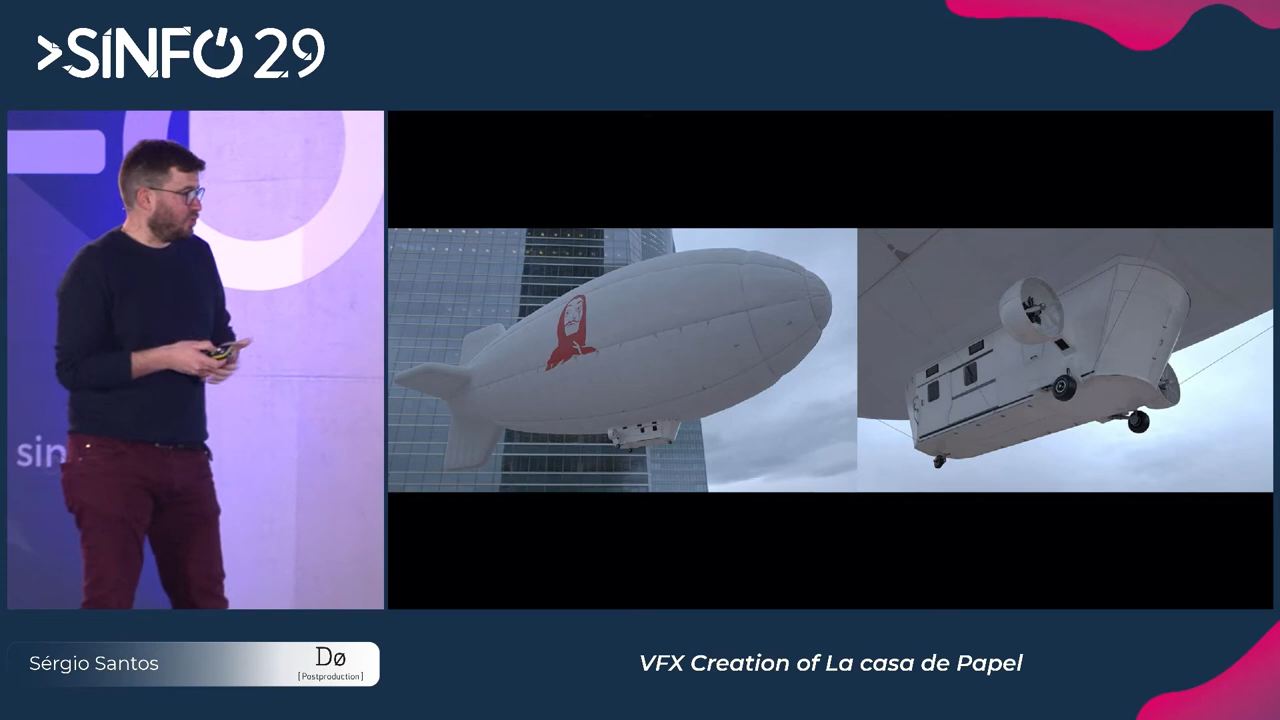 >SINFO 29
sin
Sérgio Santos
Dø
[Postproduction]
VFX Creation of La casa de Papel